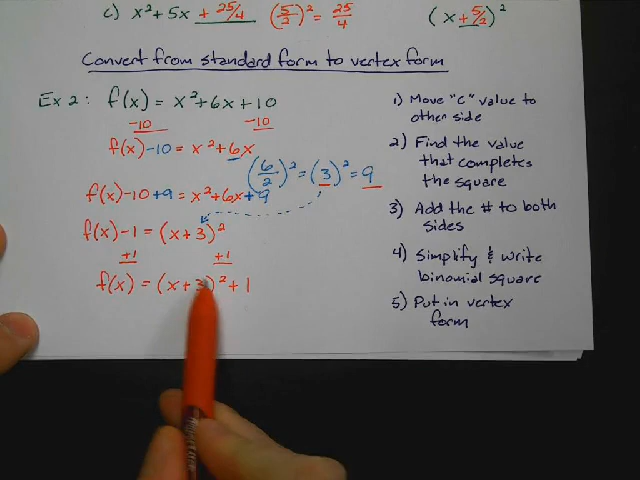 c) x² + 5x + 25/4 (5/2)² = 25/4 (x + 5/2)²
Convert from standard form to vertex form
Ex 2: f(x) = x² + 6x + 10
-10 -10
f(x) - 10 = x² + 6x
(6/2)² = (3)² = 9
f(x) - 10 + 9 = x² + 6x + 9
f(x) - 1 = (x + 3)²
+1 +1
f(x) = (x + 3)² + 1
1) Move "C" value to
other side
2) Find the value
that completes
the square
3) Add the # to both
sides
4) Simplify & write
binomial square
5) Put in vertex
form